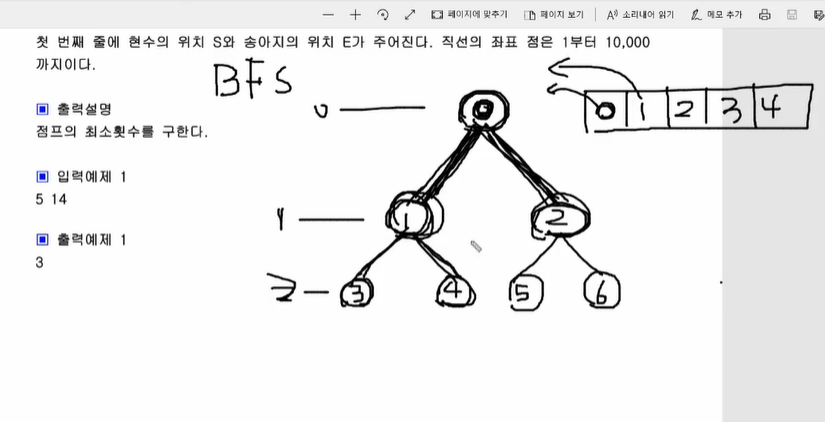 페이지에 맞추기 페이지 보기 소리내어 읽기 메모 추가
첫 번째 줄에 현수의 위치 S와 송아지의 위치 E가 주어진다. 직선의 좌표 점은 1부터 10,000
까지이다.
BFS
출력설명
점프의 최소횟수를 구한다.
입력예제 1
5 14
출력예제 1
3
0 0
0 1 2 3 4
1 1 2
2 3 4 5 6